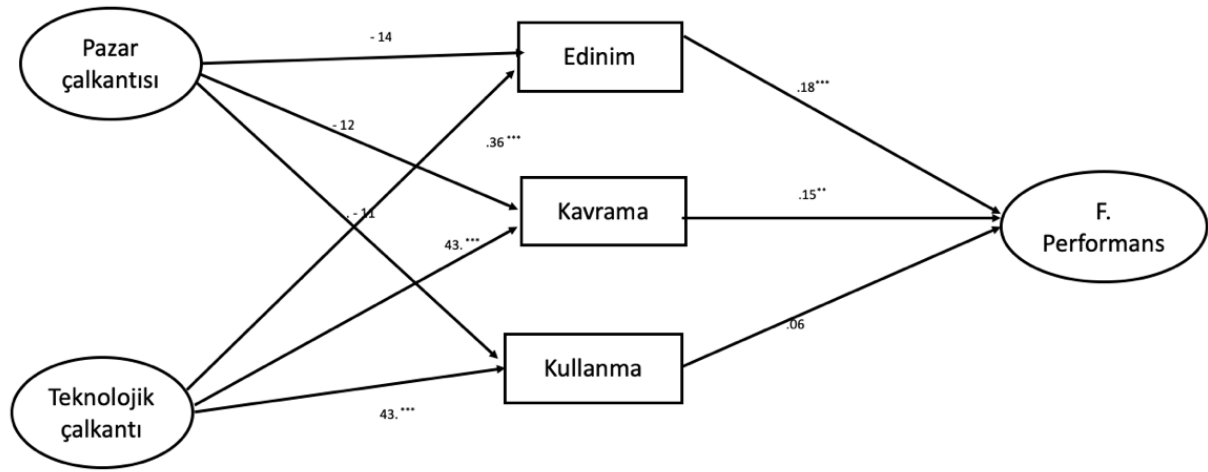 Pazar
çalkantısı
- 14
Edinim
.18***
- 12
.36***
Kavrama
.15**
F.
Performans
. - 11
43.***
.06
Kullanma
Teknolojik
çalkantı
43.***